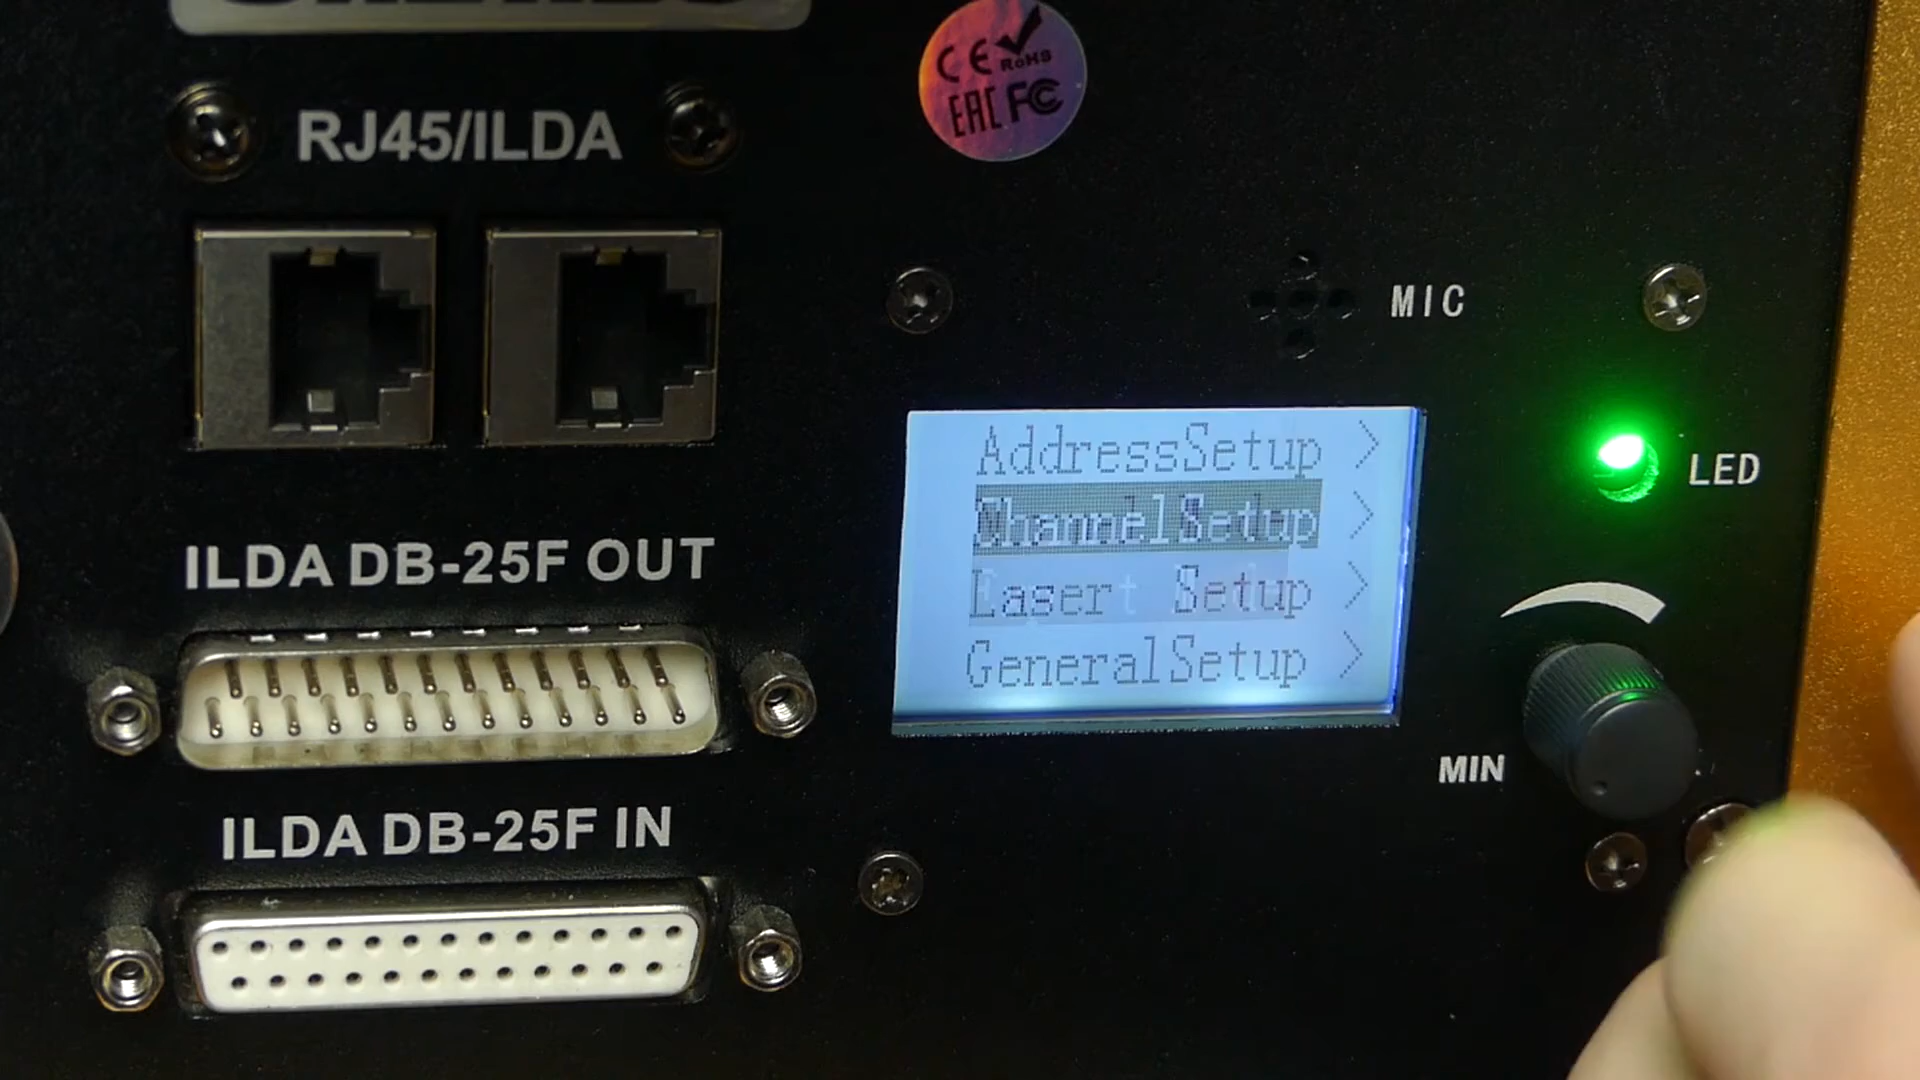 RJ45/ILDA
CE RoHS
EAC FC
MIC
AddressSetup >
ChannelSetup >
Laser Setup >
GeneralSetup >
LED
MIN
ILDA DB-25F OUT
ILDA DB-25F IN